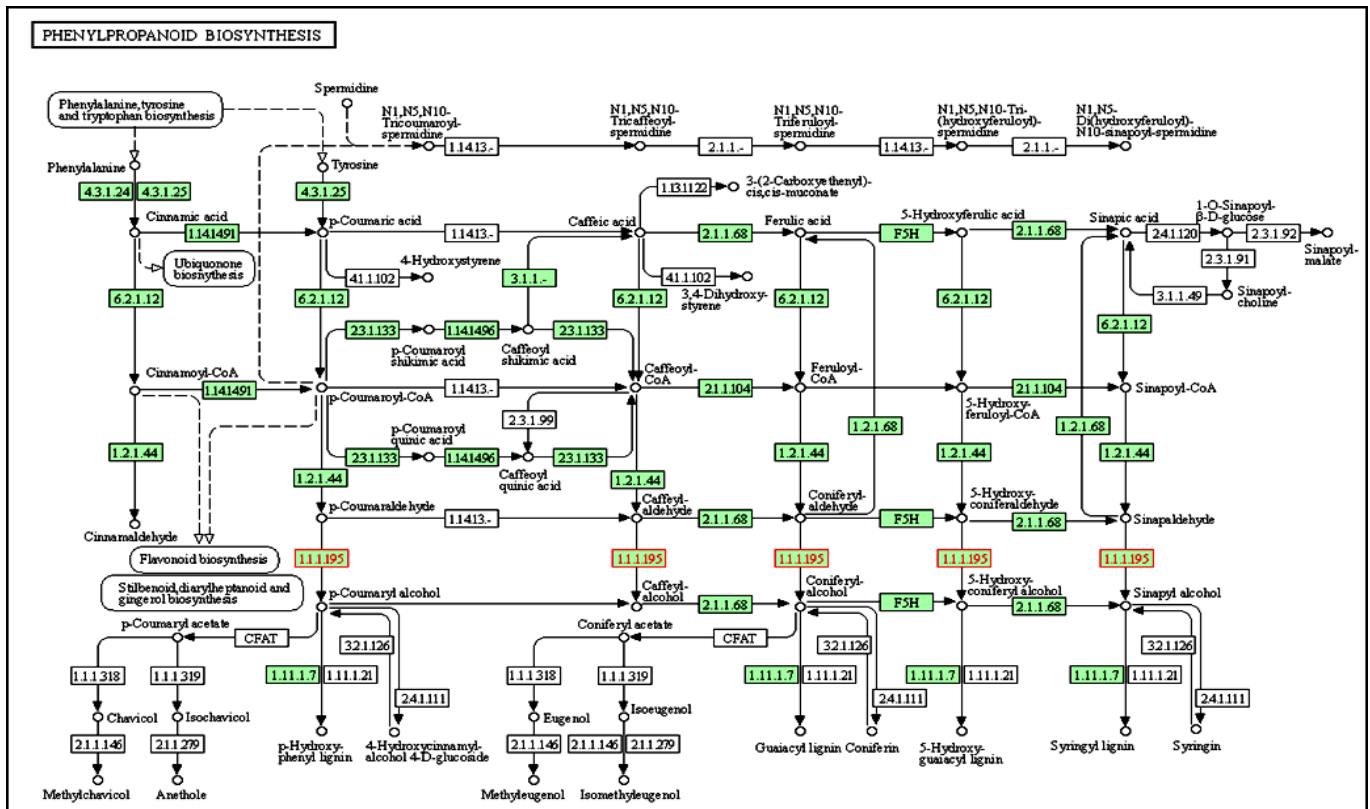 PHENYLPROPANOID BIOSYNTHESIS
Phenylalanine, tyrosine
and tryptophan biosynthesis
Spermidine
N1,N5,N10-
Tricoumaroyl-
spermidine
N1,N5,N10-
Tricaffeoyl-
spermidine
N1,N5,N10-
Triferuloyl-
spermidine
N1,N5,N10-Tri-
(hydroxyferuloyl)-
spermidine
N1,N5-
Di(hydroxyferuloyl)-
N10-sinapoyl-spermidine
1.14.13.-
2.1.1.-
1.14.13.-
2.1.1.-
Phenylalanine
Tyrosine
4.3.1.24
4.3.1.25
4.3.1.25
1.13.11.22
3-(2-Carboxyethenyl)-
cis,cis-muconate
Cinnamic acid
p-Coumaric acid
Caffeic acid
Ferulic acid
5-Hydroxyferulic acid
Sinapic acid
1-O-Sinapoyl-
β-D-glucose
1.14.14.91
1.14.13.-
2.1.1.68
F5H
2.1.1.68
2.4.1.120
2.3.1.92
Sinapoyl-
malate
Ubiquonone
biosnythesis
4.1.1.102
4-Hydroxystyrene
3.1.1.-
4.1.1.102
3,4-Dihydroxy-
styrene
2.3.1.91
3.1.1.49
Sinapoyl-
choline
6.2.1.12
6.2.1.12
6.2.1.12
6.2.1.12
6.2.1.12
6.2.1.12
2.3.1.133
1.14.14.96
2.3.1.133
p-Coumaroyl
shikimic acid
Caffeoyl
shikimic acid
Cinnamoyl-CoA
p-Coumaroyl-CoA
Caffeoyl-
CoA
Feruloyl-
CoA
5-Hydroxy-
feruloyl-CoA
Sinapoyl-CoA
1.14.14.91
1.14.13.-
2.1.1.104
2.1.1.104
2.3.1.99
p-Coumaroyl
quinic acid
1.2.1.68
1.2.1.68
2.3.1.133
1.14.14.96
2.3.1.133
Caffeoyl
quinic acid
1.2.1.44
1.2.1.44
1.2.1.44
1.2.1.44
1.2.1.44
1.2.1.44
Cinnamaldehyde
p-Coumaraldehyde
Caffeyl-
aldehyde
Coniferyl-
aldehyde
5-Hydroxy-
coniferaldehyde
Sinapaldehyde
1.14.13.-
2.1.1.68
F5H
2.1.1.68
Flavonoid biosynthesis
1.1.1.195
1.1.1.195
1.1.1.195
1.1.1.195
1.1.1.195
Stilbenoid, diarylheptanoid and
gingerol biosynthesis
p-Coumaryl alcohol
Caffeyl-
alcohol
Coniferyl-
alcohol
5-Hydroxy-
coniferyl alcohol
Sinapyl alcohol
2.1.1.68
F5H
2.1.1.68
p-Coumaryl acetate
CFAT
Coniferyl acetate
CFAT
3.2.1.126
3.2.1.126
3.2.1.126
1.1.1.318
1.1.1.319
1.11.1.7
1.11.1.21
2.4.1.111
1.1.1.318
1.1.1.319
1.11.1.7
1.11.1.21
2.4.1.111
1.11.1.7
1.11.1.21
1.11.1.7
1.11.1.21
2.4.1.111
Chavicol
Isochavicol
Eugenol
Isoeugenol
2.1.1.146
2.1.1.279
p-Hydroxy-
phenyl lignin
4-Hydroxycinnamyl-
alcohol 4-D-glucoside
2.1.1.146
2.1.1.146
2.1.1.279
Guaiacyl lignin
Coniferin
5-Hydroxy-
guaiacyl lignin
Syringyl lignin
Syringin
Methylchavicol
Anethole
Methyleugenol
Isomethyleugenol